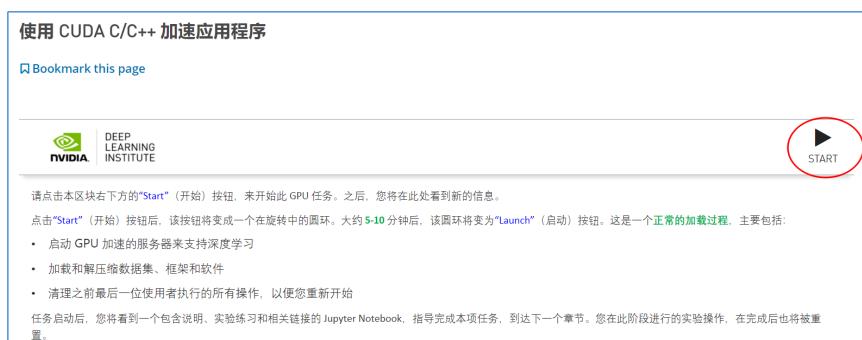 使用 CUDA C/C++ 加速应用程序
Bookmark this page
NVIDIA.
DEEP
LEARNING
INSTITUTE
START
请点击本区块右下方的“Start”（开始）按钮，来开始此 GPU 任务。之后，您将在此处看到新的信息。
点击“Start”（开始）按钮后，该按钮将变成一个在旋转中的圆环。大约 5-10 分钟后，该圆环将变为“Launch”（启动）按钮。这是一个正常的加载过程，主要包括:
• 启动 GPU 加速的服务器来支持深度学习
• 加载和解压缩数据集、框架和软件
• 清理之前最后一位使用者执行的所有操作，以便您重新开始
任务启动后，您将看到一个包含说明、实验练习和相关链接的 Jupyter Notebook，指导完成本项任务，到达下一个章节。您在此阶段进行的实验操作，在完成后也将被重
置。